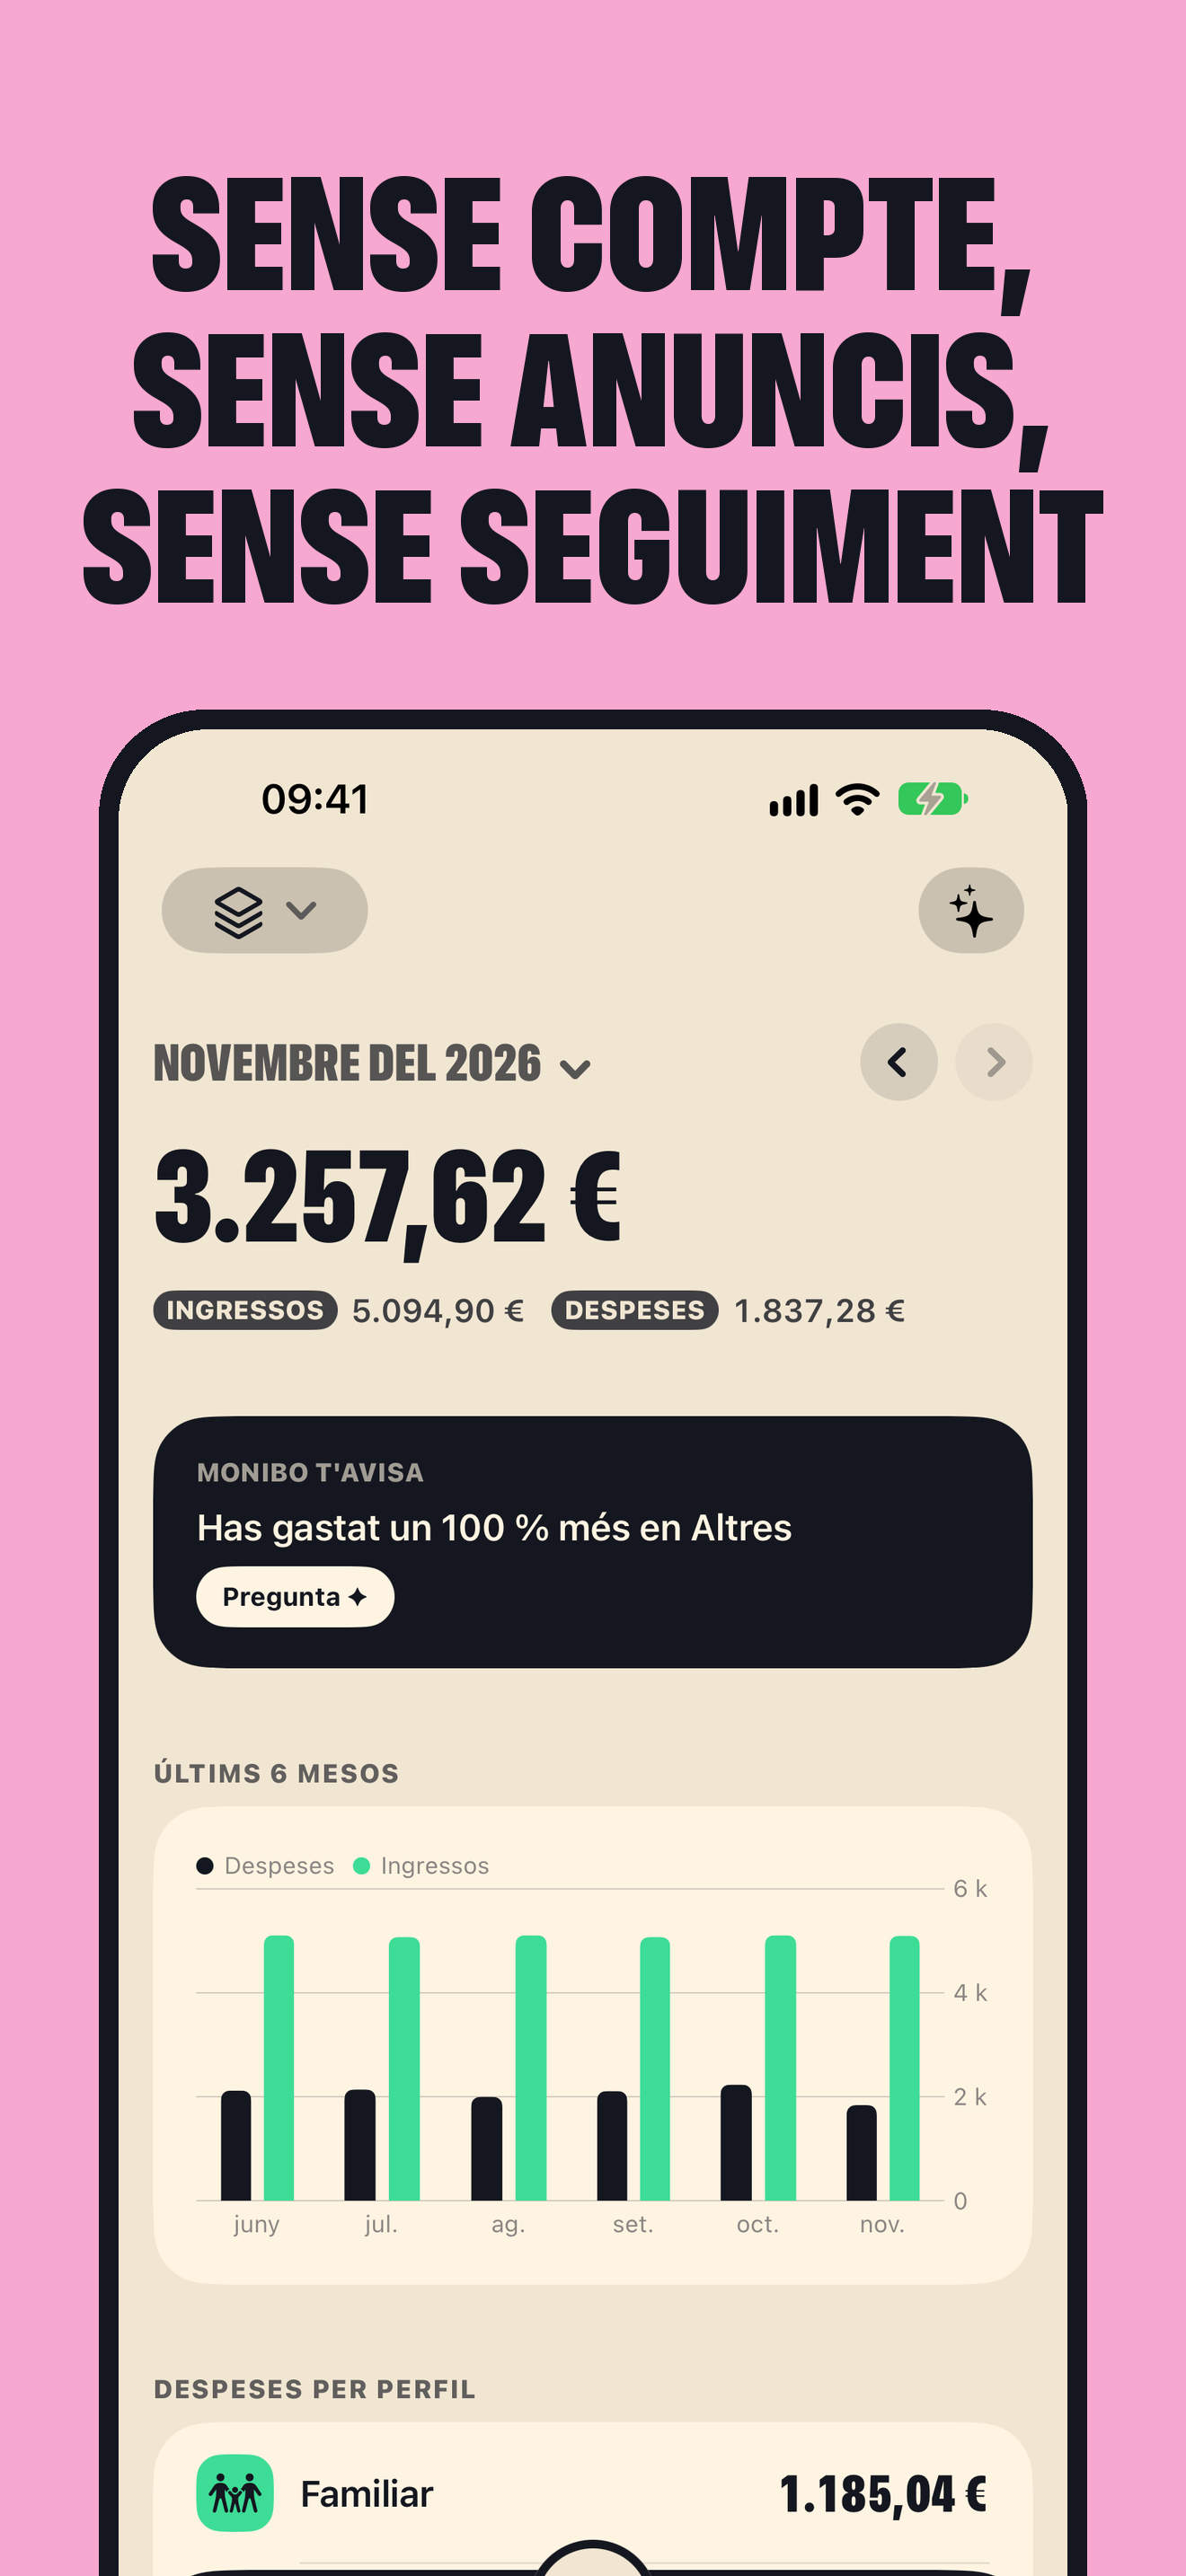 SENSE COMPTE,
SENSE ANUNCIS,
SENSE SEGUIMENT
09:41
NOVEMBRE DEL 2026
3.257,62 €
INGRESSOS 5.094,90 € DESPESES 1.837,28 €
MONIBO T'AVISA
Has gastat un 100 % més en Altres
Pregunta
ÚLTIMS 6 MESOS
Despeses Ingressos
6 k
4 k
2 k
0
juny jul. ag. set. oct. nov.
DESPESES PER PERFIL
Familiar 1.185,04 €